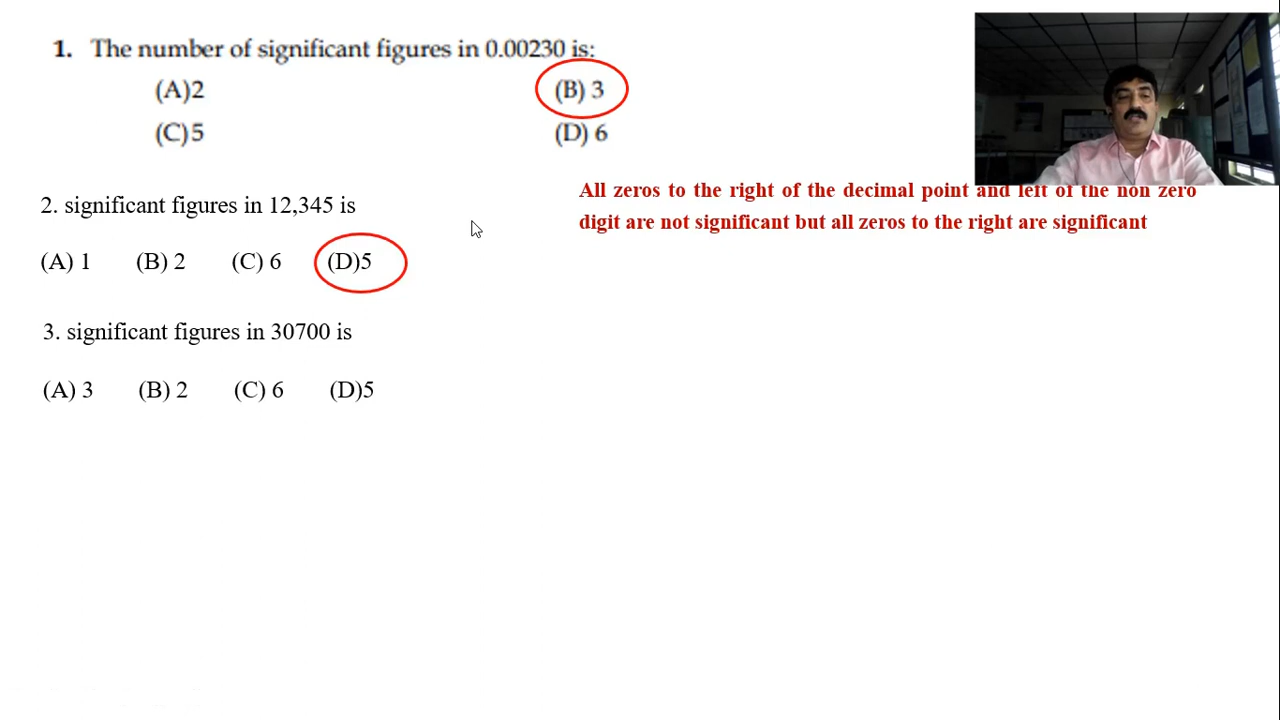 1. The number of significant figures in 0.00230 is:
(A)2 (B) 3
(C)5 (D) 6
All zeros to the right of the decimal point and left of the non zero
digit are not significant but all zeros to the right are significant
2. significant figures in 12,345 is
(A) 1 (B) 2 (C) 6 (D)5
3. significant figures in 30700 is
(A) 3 (B) 2 (C) 6 (D)5